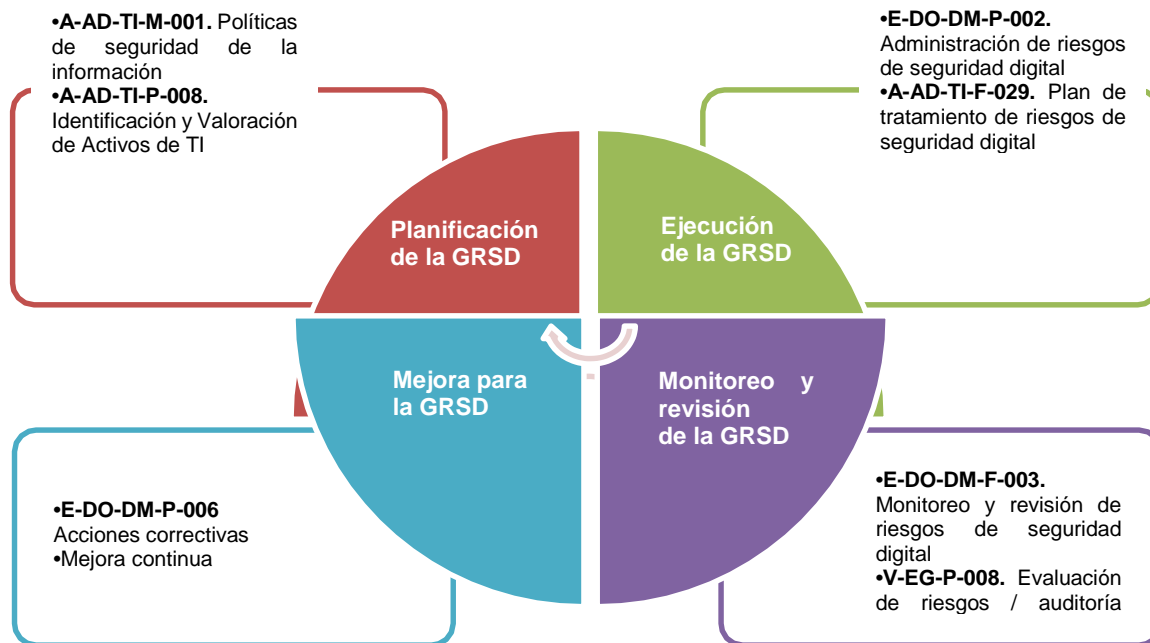 •A-AD-TI-M-001. Políticas
de seguridad de la
información
•A-AD-TI-P-008.
Identificación y Valoración
de Activos de TI
•E-DO-DM-P-002.
Administración de riesgos
de seguridad digital
•A-AD-TI-F-029. Plan de
tratamiento de riesgos de
seguridad digital
Planificación
de la GRSD
Ejecución
de la GRSD
Mejora para
la GRSD
Monitoreo y
revisión
de la GRSD
•E-DO-DM-P-006
Acciones correctivas
•Mejora continua
•E-DO-DM-F-003.
Monitoreo y revisión de
riesgos de seguridad
digital
•V-EG-P-008. Evaluación
de riesgos / auditoría